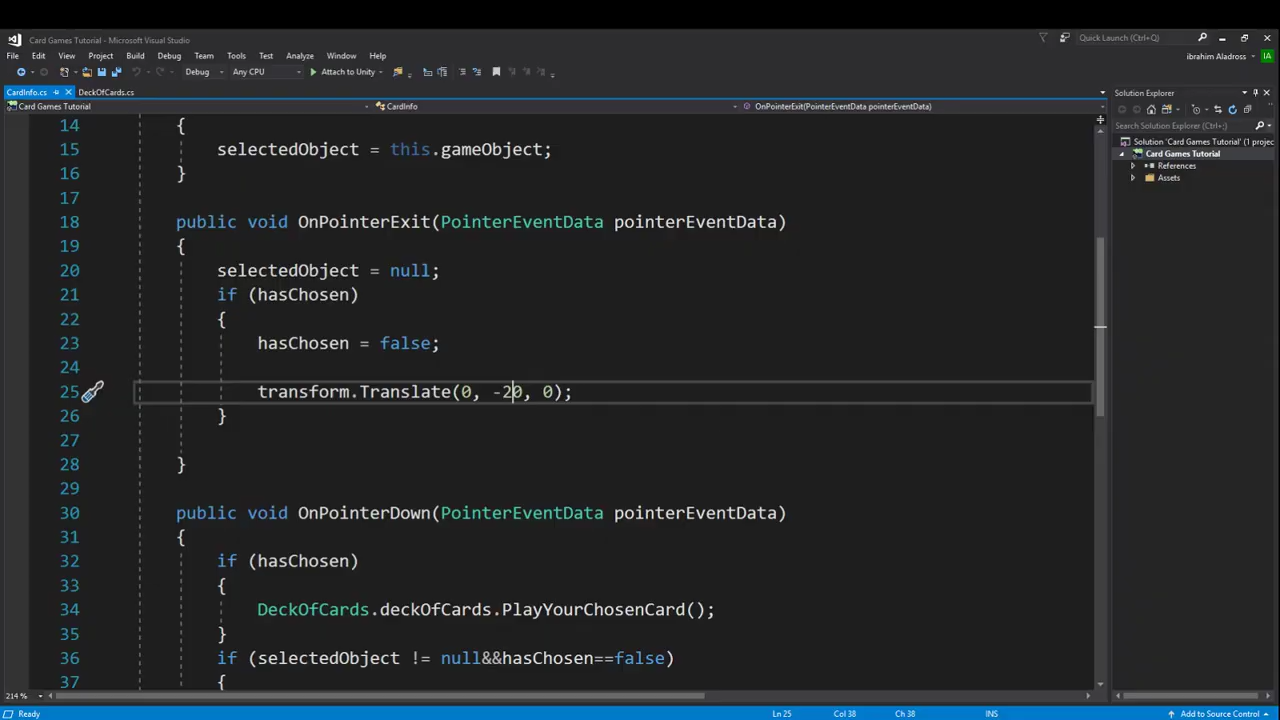 Card Games Tutorial - Microsoft Visual Studio
Quick Launch (Ctrl+Q)
File Edit View Project Build Debug Team Tools Test Analyze Window Help
ibrahim Aladross
IA
Debug Any CPU Attach to Unity
CardInfo.cs DeckOfCards.cs
Card Games Tutorial CardInfo OnPointerExit(PointerEventData pointerEventData)
Solution Explorer
Search Solution Explorer (Ctrl+;)
Solution 'Card Games Tutorial' (1 projec
Card Games Tutorial
References
Assets
14 {
15 selectedObject = this.gameObject;
16 }
17
18 public void OnPointerExit(PointerEventData pointerEventData)
19 {
20 selectedObject = null;
21 if (hasChosen)
22 {
23 hasChosen = false;
24
25 transform.Translate(0, -20, 0);
26 }
27
28 }
29
30 public void OnPointerDown(PointerEventData pointerEventData)
31 {
32 if (hasChosen)
33 {
34 DeckOfCards.deckOfCards.PlayYourChosenCard();
35 }
36 if (selectedObject != null&&hasChosen==false)
37 {
214 %
Ready Ln 25 Col 38 Ch 38 INS Add to Source Control